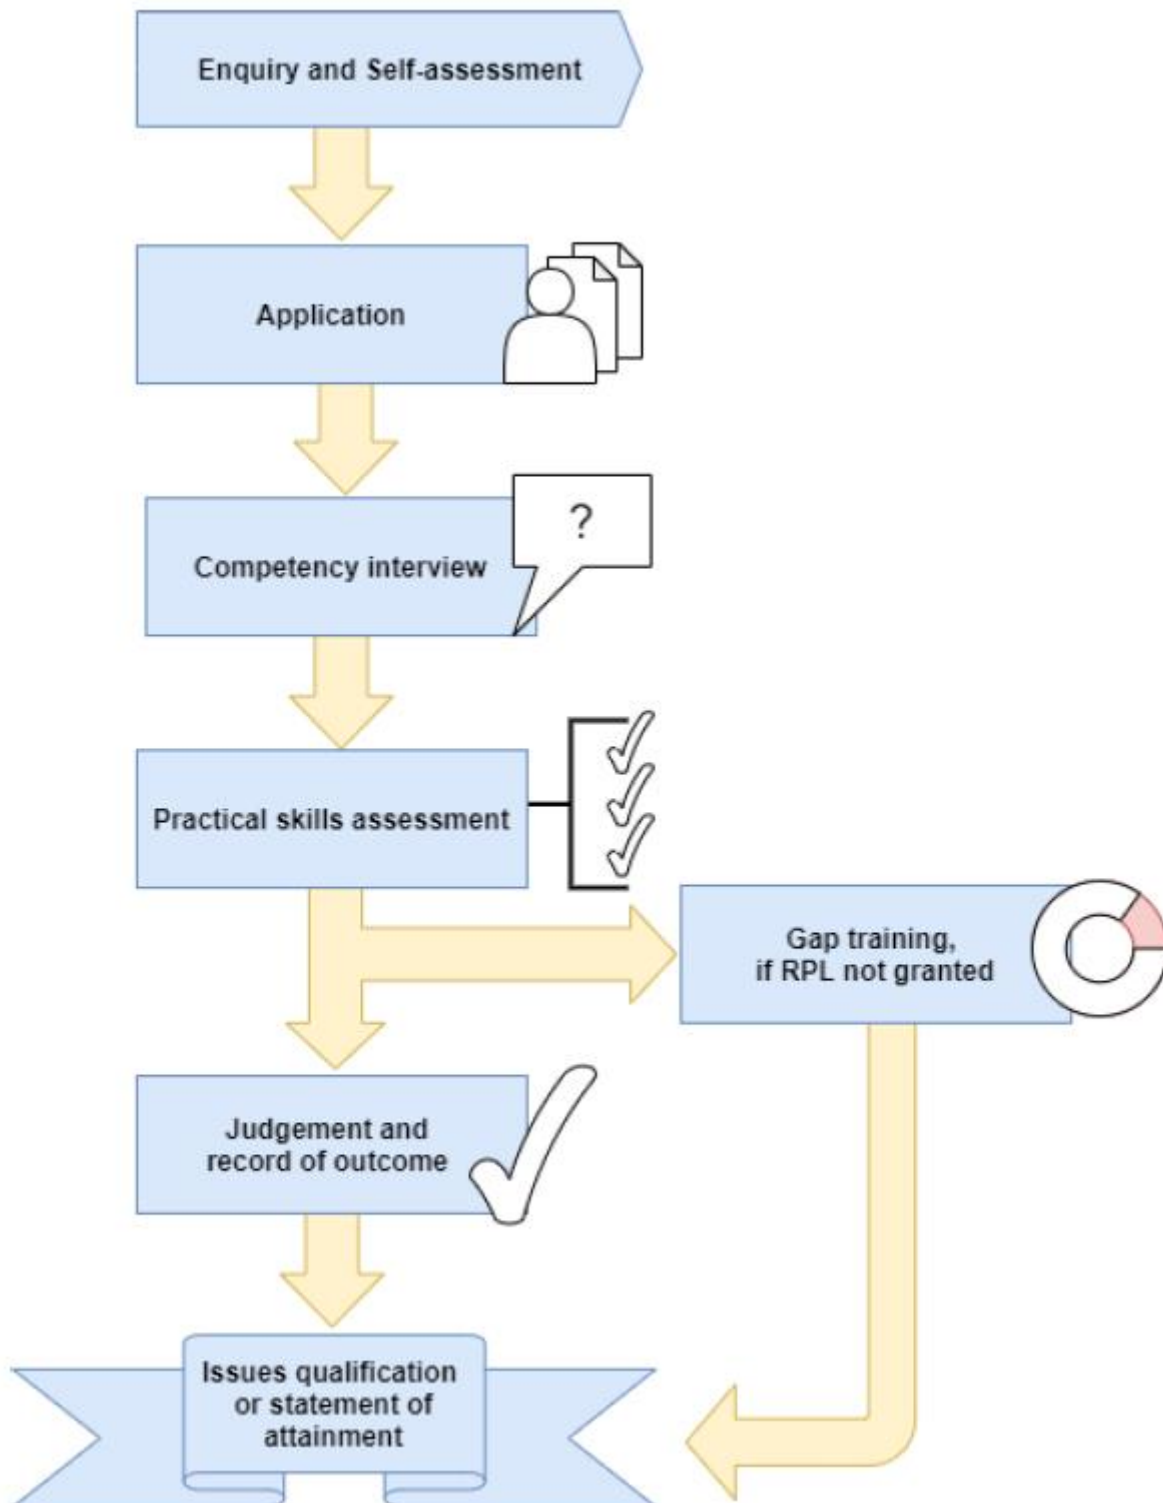 Enquiry and Self-assessment
Application
Competency interview
?
Practical skills assessment
Gap training,
if RPL not granted
Judgement and
record of outcome
Issues qualification
or statement of
attainment